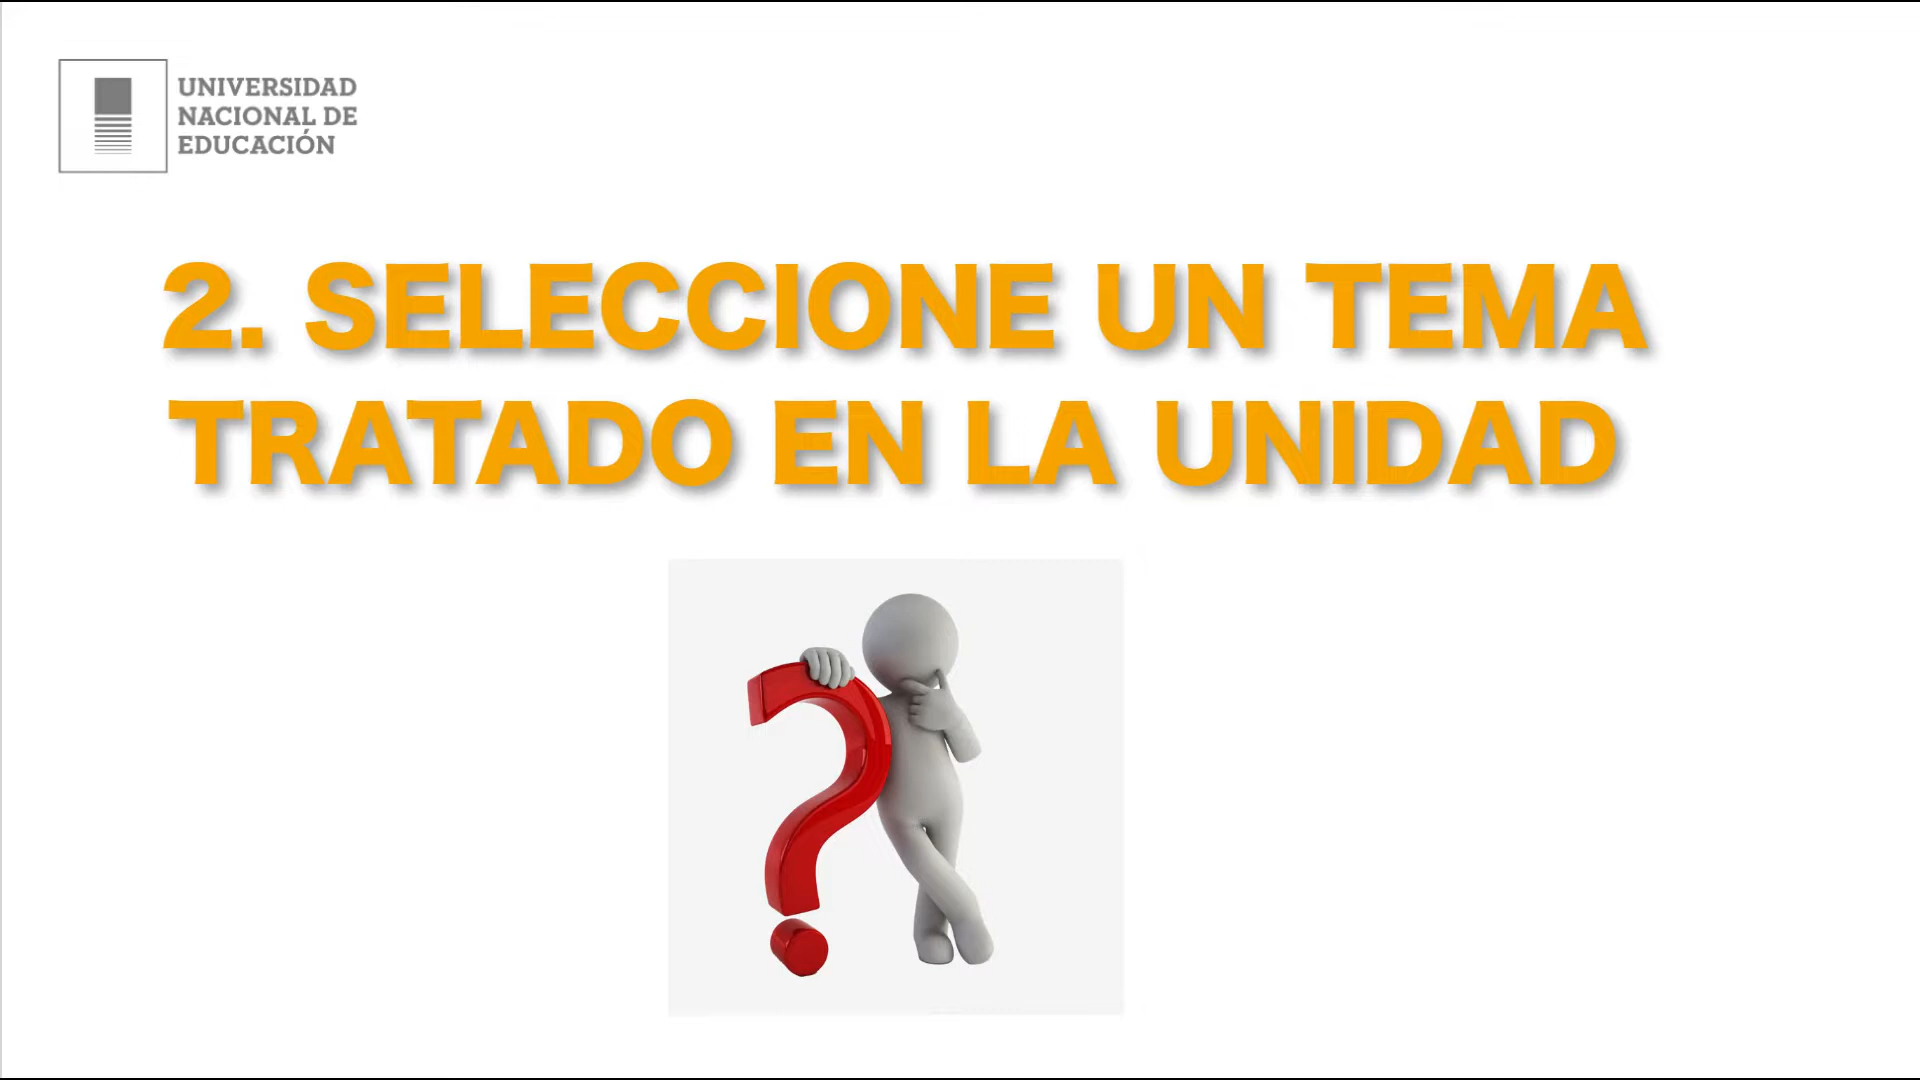 UNIVERSIDAD
NACIONAL DE
EDUCACIÓN
2. SELECCIONE UN TEMA
TRATADO EN LA UNIDAD